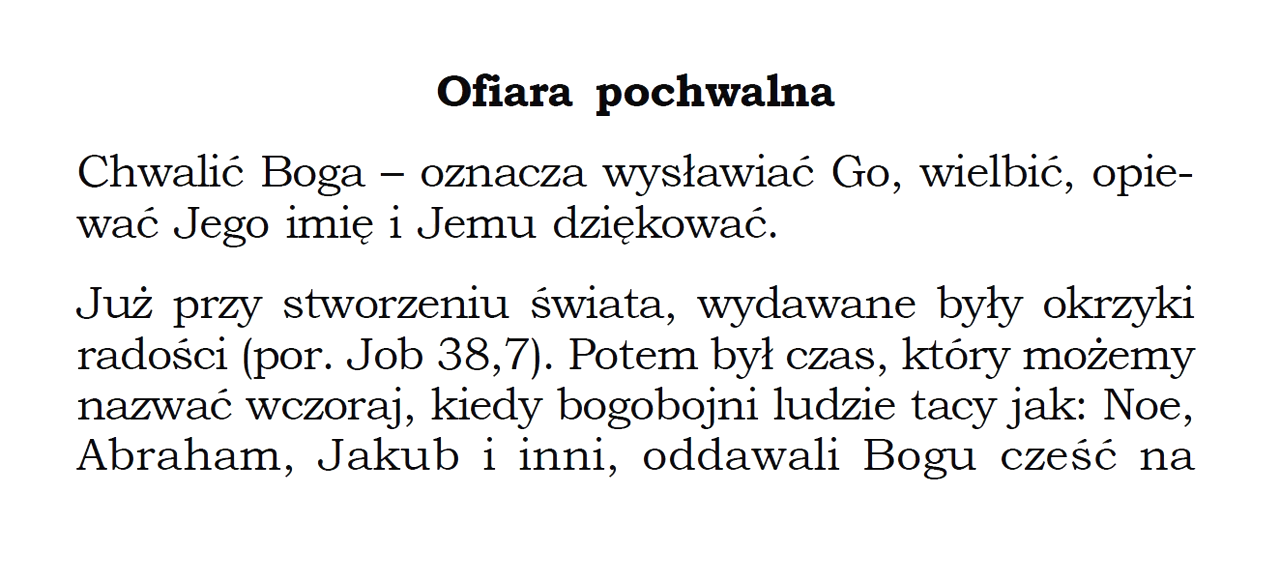 Ofiara pochwalna
Chwalić Boga – oznacza wysławiać Go, wielbić, opie-
wać Jego imię i Jemu dziękować.
Już przy stworzeniu świata, wydawane były okrzyki
radości (por. Job 38,7). Potem był czas, który możemy
nazwać wczoraj, kiedy bogobojni ludzie tacy jak: Noe,
Abraham, Jakub i inni, oddawali Bogu cześć na